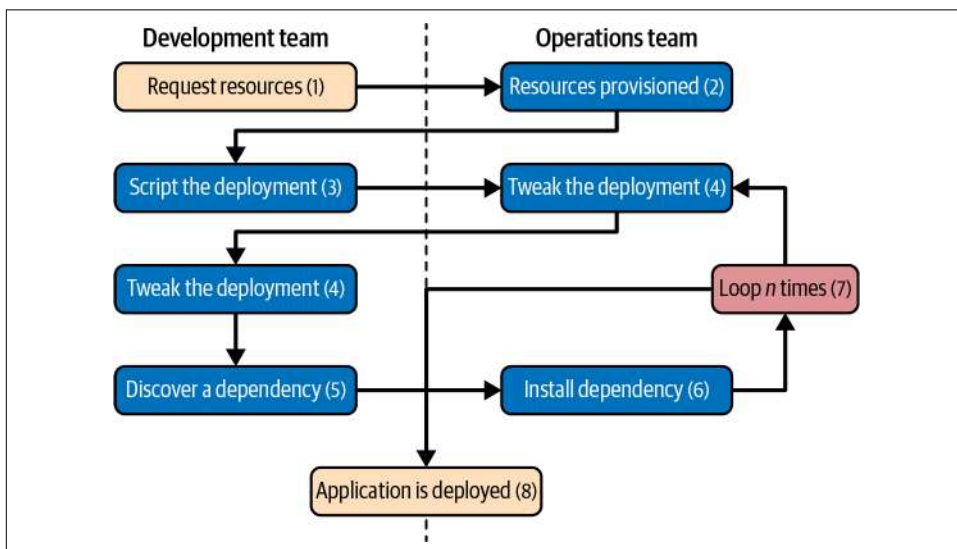 Development team
Operations team
Request resources (1)
Resources provisioned (2)
Script the deployment (3)
Tweak the deployment (4)
Tweak the deployment (4)
Loop n times (7)
Discover a dependency (5)
Install dependency (6)
Application is deployed (8)